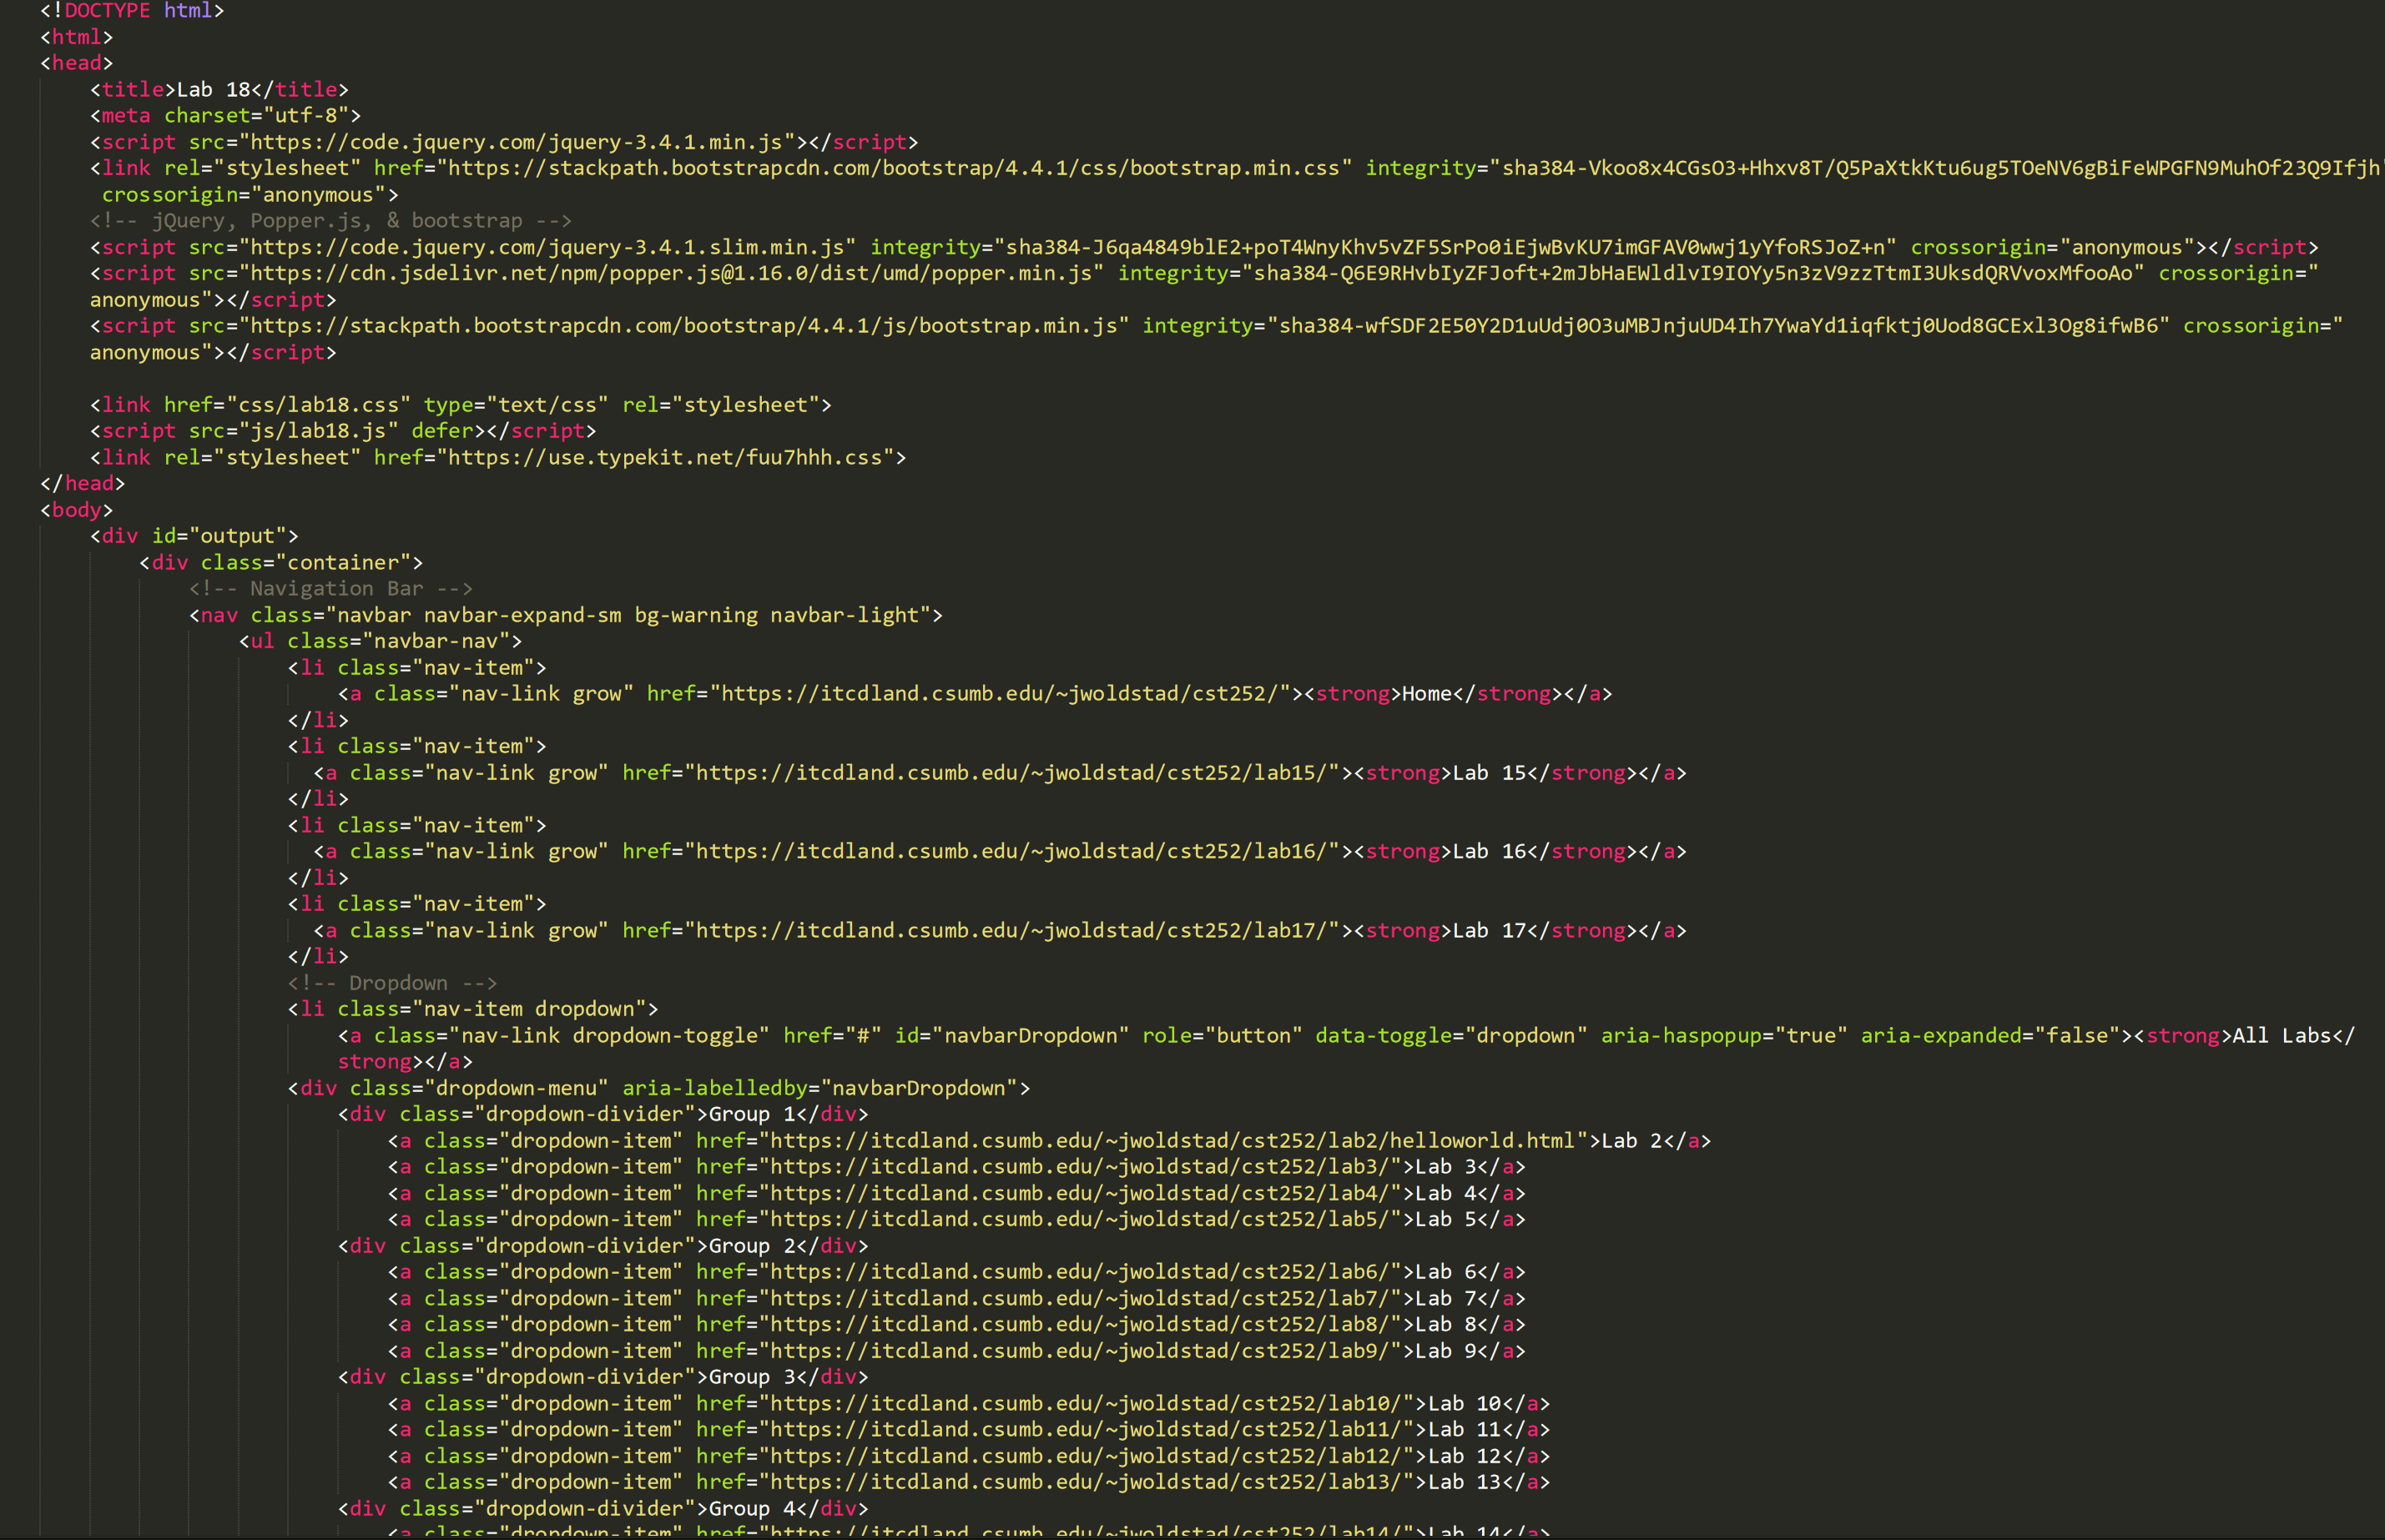 <!DOCTYPE html>
<html>
<head>
    <title>Lab 18</title>
    <meta charset="utf-8">
    <script src="https://code.jquery.com/jquery-3.4.1.min.js"></script>
    <link rel="stylesheet" href="https://stackpath.bootstrapcdn.com/bootstrap/4.4.1/css/bootstrap.min.css" integrity="sha384-Vkoo8x4CGsO3+Hhxv8T/Q5PaXtkKtu6ug5TOeNV6gBiFeWPGFN9MuhOf23Q9Ifjh"
     crossorigin="anonymous">
    <!-- jQuery, Popper.js, & bootstrap -->
    <script src="https://code.jquery.com/jquery-3.4.1.slim.min.js" integrity="sha384-J6qa4849blE2+poT4WnyKhv5vZF5SrPo0iEjwBvKU7imGFAV0wwj1yYfoRSJoZ+n" crossorigin="anonymous"></script>
    <script src="https://cdn.jsdelivr.net/npm/popper.js@1.16.0/dist/umd/popper.min.js" integrity="sha384-Q6E9RHvbIyZFJoft+2mJbHaEWldlvI9IOYy5n3zV9zzTtmI3UksdQRVvoxMfooAo" crossorigin="
    anonymous"></script>
    <script src="https://stackpath.bootstrapcdn.com/bootstrap/4.4.1/js/bootstrap.min.js" integrity="sha384-wfSDF2E50Y2D1uUdj0O3uMBJnjuUD4Ih7YwaYd1iqfktj0Uod8GCExl3Og8ifwB6" crossorigin="
    anonymous"></script>
    <link href="css/lab18.css" type="text/css" rel="stylesheet">
    <script src="js/lab18.js" defer></script>
    <link rel="stylesheet" href="https://use.typekit.net/fuu7hhh.css">
</head>
<body>
    <div id="output">
        <div class="container">
            <!-- Navigation Bar -->
            <nav class="navbar navbar-expand-sm bg-warning navbar-light">
                <ul class="navbar-nav">
                    <li class="nav-item">
                        <a class="nav-link grow" href="https://itcdland.csumb.edu/~jwoldstad/cst252/"><strong>Home</strong></a>
                    </li>
                    <li class="nav-item">
                      <a class="nav-link grow" href="https://itcdland.csumb.edu/~jwoldstad/cst252/lab15/"><strong>Lab 15</strong></a>
                    </li>
                    <li class="nav-item">
                      <a class="nav-link grow" href="https://itcdland.csumb.edu/~jwoldstad/cst252/lab16/"><strong>Lab 16</strong></a>
                    </li>
                    <li class="nav-item">
                      <a class="nav-link grow" href="https://itcdland.csumb.edu/~jwoldstad/cst252/lab17/"><strong>Lab 17</strong></a>
                    </li>
                    <!-- Dropdown -->
                    <li class="nav-item dropdown">
                        <a class="nav-link dropdown-toggle" href="#" id="navbarDropdown" role="button" data-toggle="dropdown" aria-haspopup="true" aria-expanded="false"><strong>All Labs</
                        strong></a>
                    <div class="dropdown-menu" aria-labelledby="navbarDropdown">
                        <div class="dropdown-divider">Group 1</div>
                            <a class="dropdown-item" href="https://itcdland.csumb.edu/~jwoldstad/cst252/lab2/helloworld.html">Lab 2</a>
                            <a class="dropdown-item" href="https://itcdland.csumb.edu/~jwoldstad/cst252/lab3/">Lab 3</a>
                            <a class="dropdown-item" href="https://itcdland.csumb.edu/~jwoldstad/cst252/lab4/">Lab 4</a>
                            <a class="dropdown-item" href="https://itcdland.csumb.edu/~jwoldstad/cst252/lab5/">Lab 5</a>
                        <div class="dropdown-divider">Group 2</div>
                            <a class="dropdown-item" href="https://itcdland.csumb.edu/~jwoldstad/cst252/lab6/">Lab 6</a>
                            <a class="dropdown-item" href="https://itcdland.csumb.edu/~jwoldstad/cst252/lab7/">Lab 7</a>
                            <a class="dropdown-item" href="https://itcdland.csumb.edu/~jwoldstad/cst252/lab8/">Lab 8</a>
                            <a class="dropdown-item" href="https://itcdland.csumb.edu/~jwoldstad/cst252/lab9/">Lab 9</a>
                        <div class="dropdown-divider">Group 3</div>
                            <a class="dropdown-item" href="https://itcdland.csumb.edu/~jwoldstad/cst252/lab10/">Lab 10</a>
                            <a class="dropdown-item" href="https://itcdland.csumb.edu/~jwoldstad/cst252/lab11/">Lab 11</a>
                            <a class="dropdown-item" href="https://itcdland.csumb.edu/~jwoldstad/cst252/lab12/">Lab 12</a>
                            <a class="dropdown-item" href="https://itcdland.csumb.edu/~jwoldstad/cst252/lab13/">Lab 13</a>
                        <div class="dropdown-divider">Group 4</div>
                            <a class="dropdown-item" href="https://itcdland.csumb.edu/~jwoldstad/cst252/lab14/">Lab 14</a>